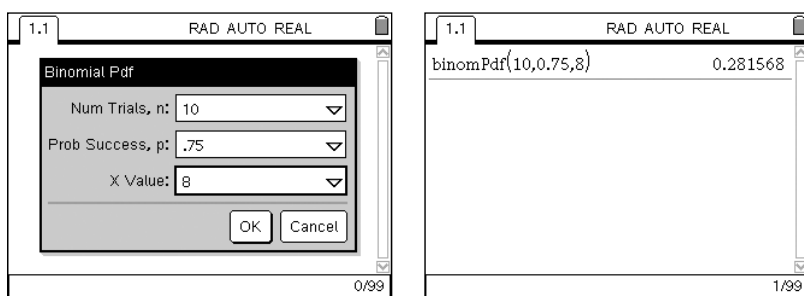 1.1 RAD AUTO REAL
Binomial Pdf
Num Trials, n: 10
Prob Success, p: .75
X Value: 8
OK Cancel
0/99
1.1 RAD AUTO REAL
binomPdf(10,0.75,8) 0.281568
1/99